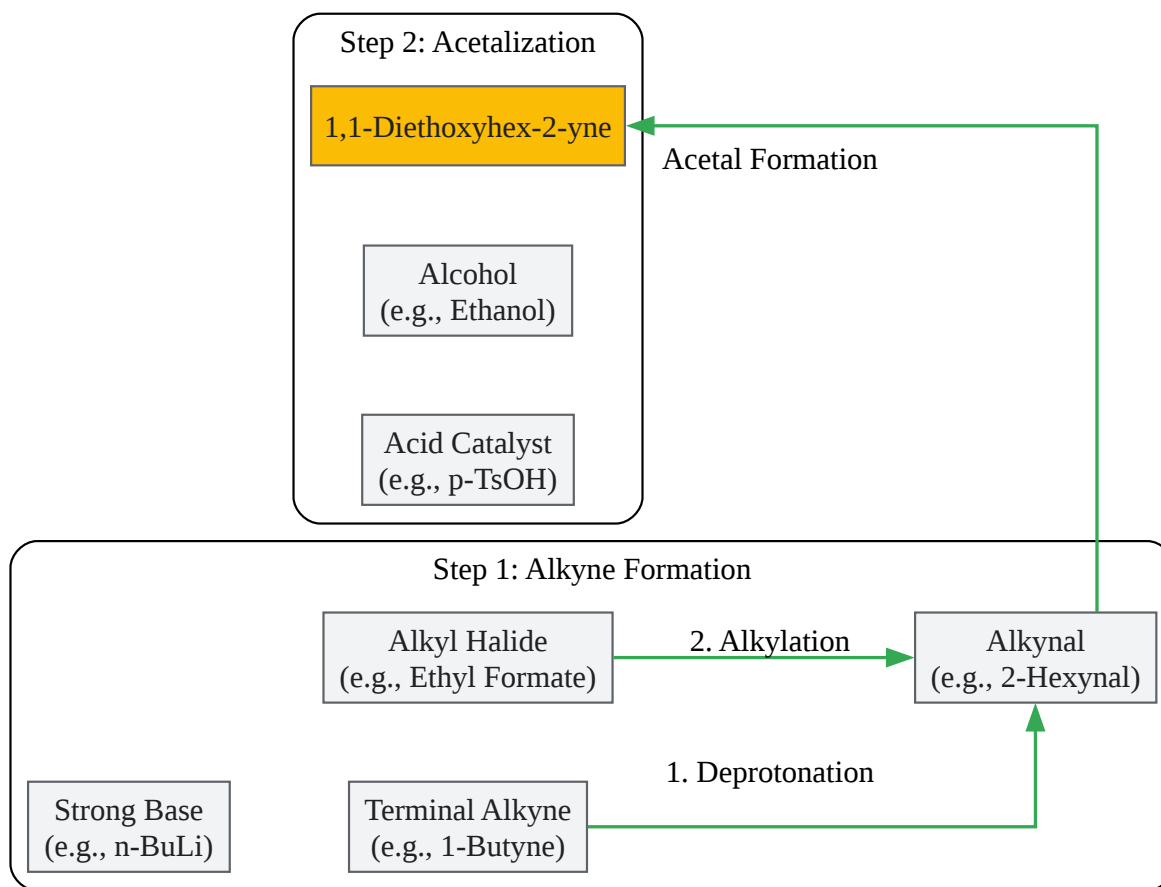 Step 2: Acetalization
1,1-Diethoxyhex-2-yne
Acetal Formation
Alcohol
(e.g., Ethanol)
Acid Catalyst
(e.g., p-TsOH)
Step 1: Alkyne Formation
Alkyl Halide
(e.g., Ethyl Formate)
2. Alkylation
Alkynal
(e.g., 2-Hexynal)
1. Deprotonation
Strong Base
(e.g., n-BuLi)
Terminal Alkyne
(e.g., 1-Butyne)